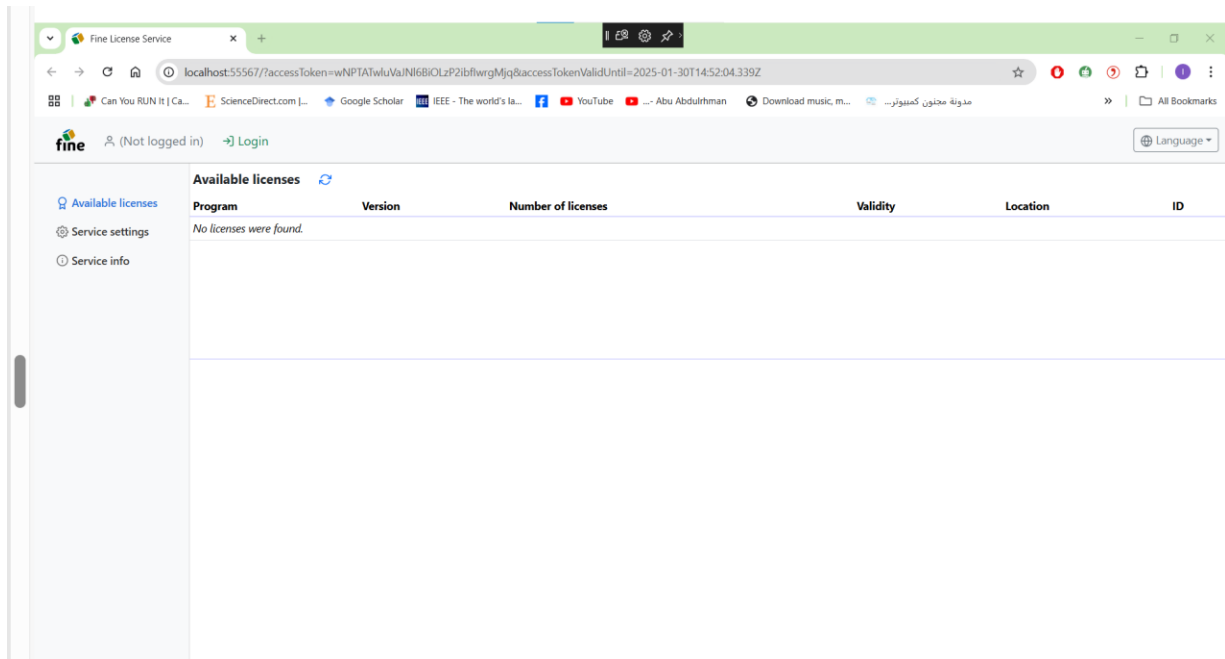 Fine License Service
localhost:55567/?accessToken=wNPTATwluVaJNl6BiOLzP2ibflwrgMjq&accessTokenValidUntil=2025-01-30T14:52:04.339Z
Can You RUN It | Ca... ScienceDirect.com |... Google Scholar IEEE - The world's la... YouTube ...- Abu Abdulrhman Download music, m... مدونة مجنون كمبيوتر... » All Bookmarks
fine (Not logged in) Login Language
Available licenses
Available licenses
Service settings
Service info
Program Version Number of licenses Validity Location ID
No licenses were found.